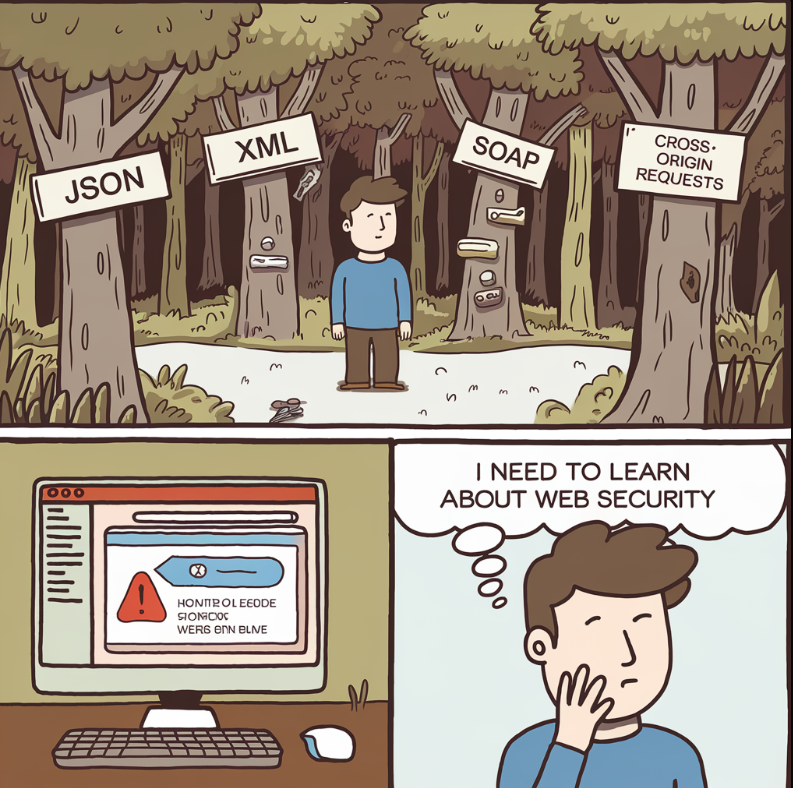 JSON
XML
SOAP
CROSS-
ORIGIN
REQUESTS
I NEED TO LEARN
ABOUT WEB SECURITY